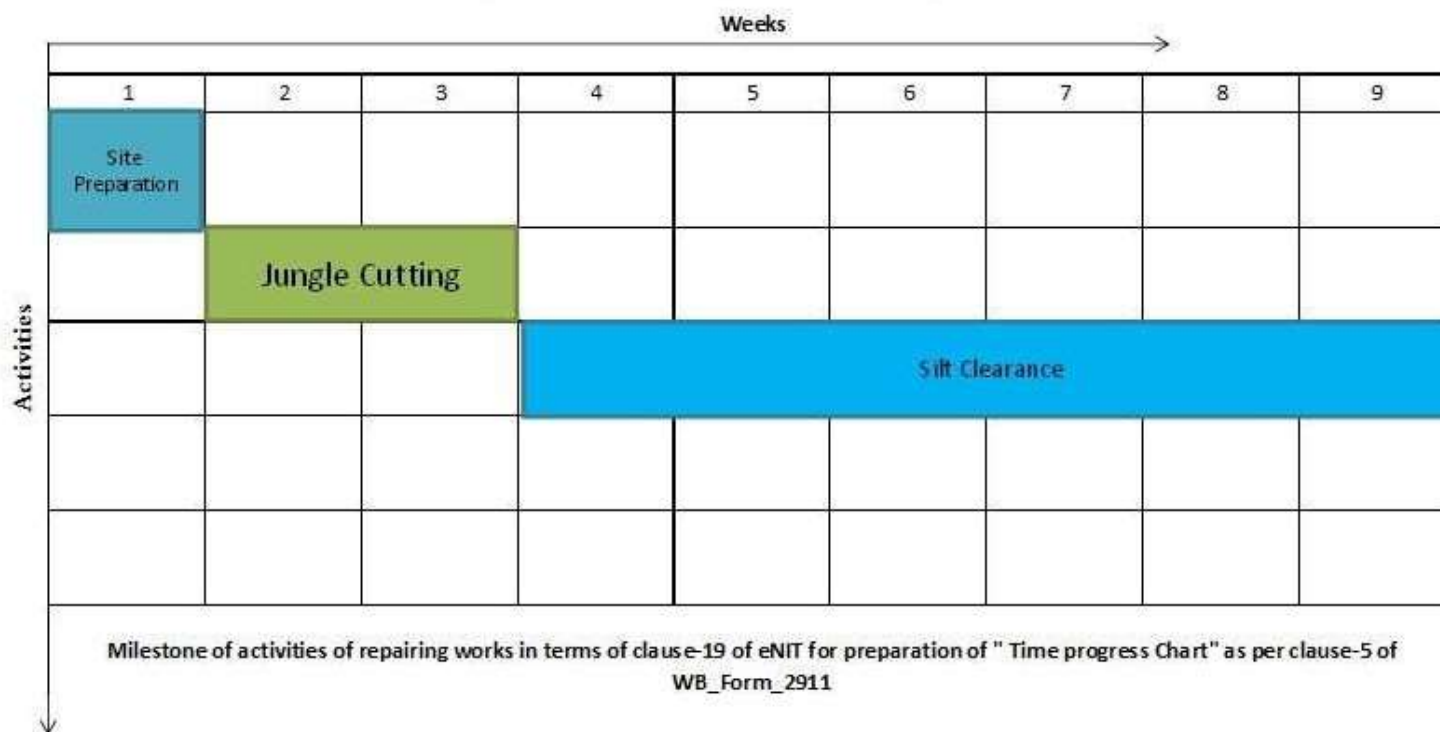 Weeks
1 2 3 4 5 6 7 8 9
Site
Preparation
Jungle Cutting
Silt Clearance
Activities
Milestone of activities of repairing works in terms of clause-19 of eNIT for preparation of " Time progress Chart" as per clause-5 of
WB_Form_2911